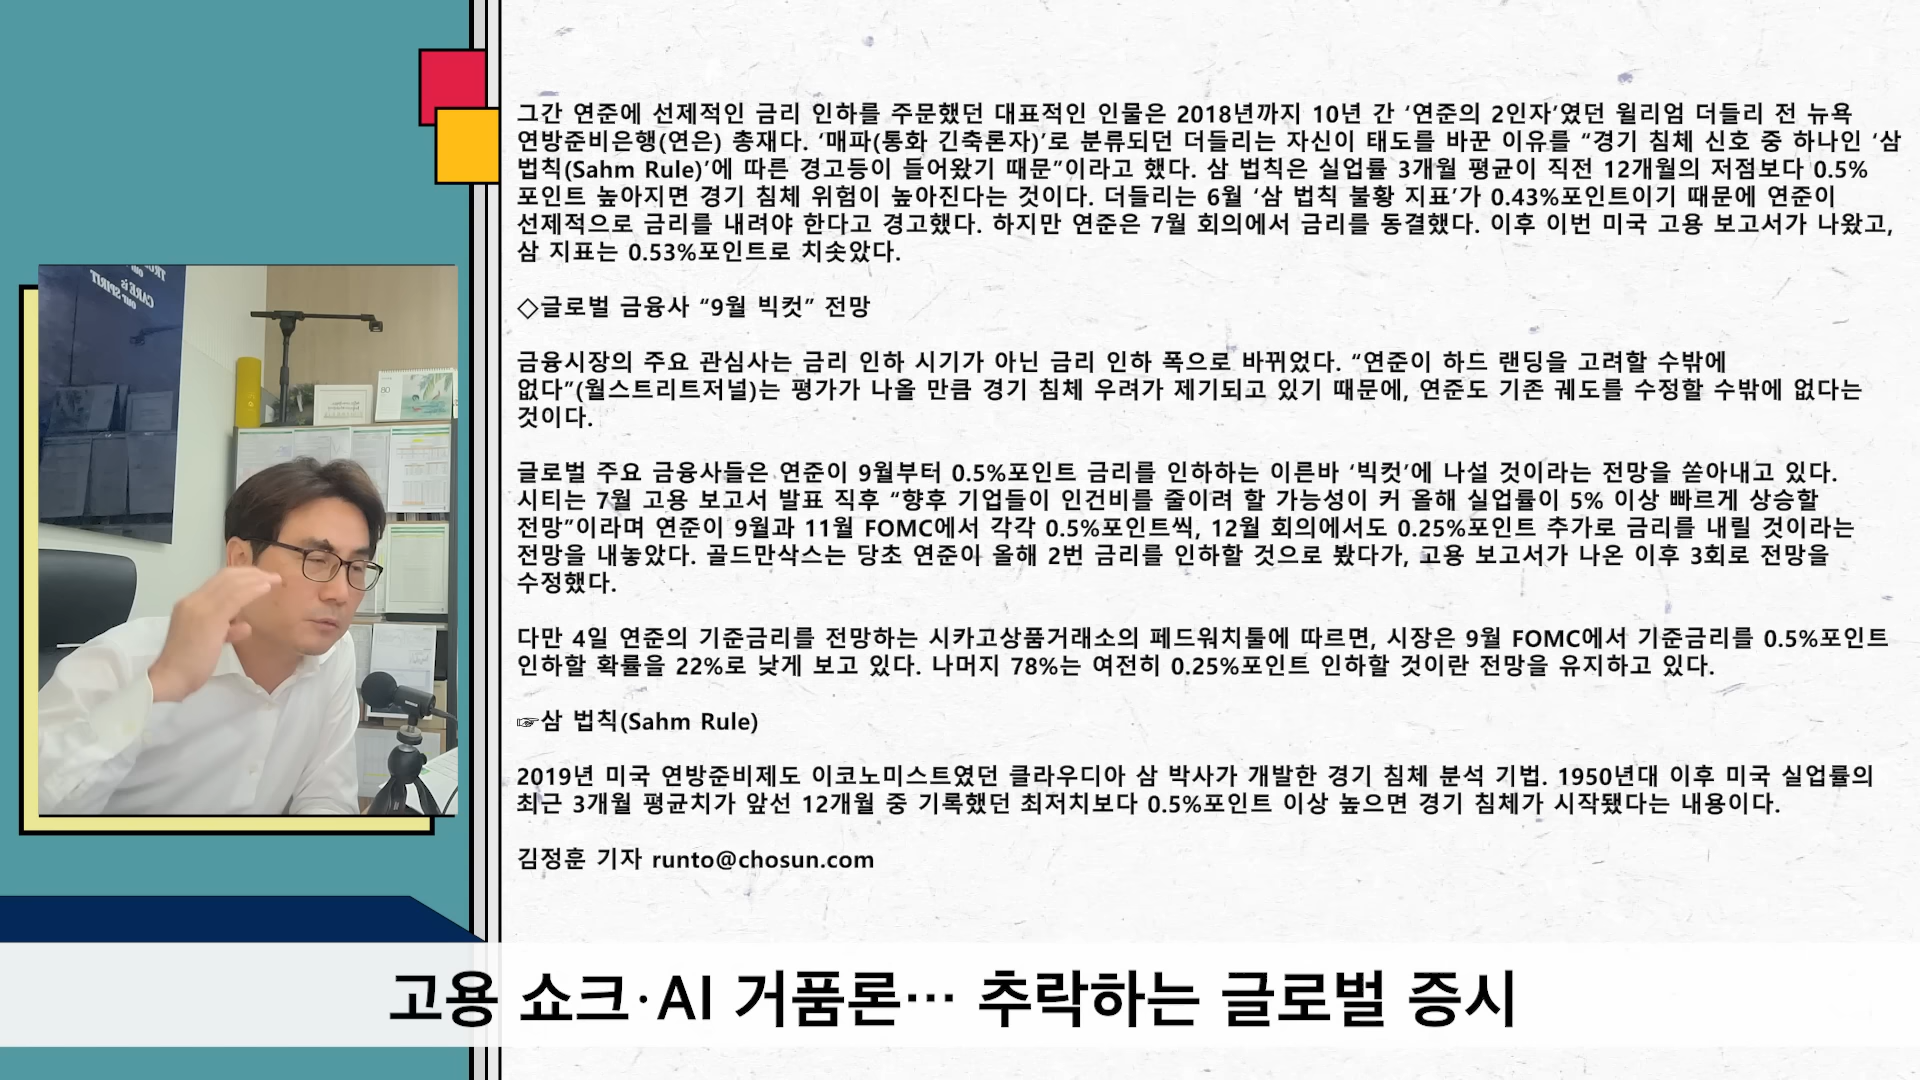 그간 연준에 선제적인 금리 인하를 주문했던 대표적인 인물은 2018년까지 10년 간 ‘연준의 2인자’였던 윌리엄 더들리 전 뉴욕
연방준비은행(연은) 총재다. ‘매파(통화 긴축론자)’로 분류되던 더들리는 자신이 태도를 바꾼 이유를 “경기 침체 신호 중 하나인 ‘삼
법칙(Sahm Rule)’에 따른 경고등이 들어왔기 때문”이라고 했다. 삼 법칙은 실업률 3개월 평균이 직전 12개월의 저점보다 0.5%
포인트 높아지면 경기 침체 위험이 높아진다는 것이다. 더들리는 6월 ‘삼 법칙 불황 지표’가 0.43%포인트이기 때문에 연준이
선제적으로 금리를 내려야 한다고 경고했다. 하지만 연준은 7월 회의에서 금리를 동결했다. 이후 이번 미국 고용 보고서가 나왔고,
삼 지표는 0.53%포인트로 치솟았다.
◇글로벌 금융사 “9월 빅컷” 전망
금융시장의 주요 관심사는 금리 인하 시기가 아닌 금리 인하 폭으로 바뀌었다. “연준이 하드 랜딩을 고려할 수밖에
없다”(월스트리트저널)는 평가가 나올 만큼 경기 침체 우려가 제기되고 있기 때문에, 연준도 기존 궤도를 수정할 수밖에 없다는
것이다.
글로벌 주요 금융사들은 연준이 9월부터 0.5%포인트 금리를 인하하는 이른바 ‘빅컷’에 나설 것이라는 전망을 쏟아내고 있다.
시티는 7월 고용 보고서 발표 직후 “향후 기업들이 인건비를 줄이려 할 가능성이 커 올해 실업률이 5% 이상 빠르게 상승할
전망”이라며 연준이 9월과 11월 FOMC에서 각각 0.5%포인트씩, 12월 회의에서도 0.25%포인트 추가로 금리를 내릴 것이라는
전망을 내놓았다. 골드만삭스는 당초 연준이 올해 2번 금리를 인하할 것으로 봤다가, 고용 보고서가 나온 이후 3회로 전망을
수정했다.
다만 4일 연준의 기준금리를 전망하는 시카고상품거래소의 페드워치툴에 따르면, 시장은 9월 FOMC에서 기준금리를 0.5%포인트
인하할 확률을 22%로 낮게 보고 있다. 나머지 78%는 여전히 0.25%포인트 인하할 것이란 전망을 유지하고 있다.
☞삼 법칙(Sahm Rule)
2019년 미국 연방준비제도 이코노미스트였던 클라우디아 삼 박사가 개발한 경기 침체 분석 기법. 1950년대 이후 미국 실업률의
최근 3개월 평균치가 앞선 12개월 중 기록했던 최저치보다 0.5%포인트 이상 높으면 경기 침체가 시작됐다는 내용이다.
김정훈 기자 runto@chosun.com
CARE is
our SPIRIT
고용 쇼크·AI 거품론… 추락하는 글로벌 증시